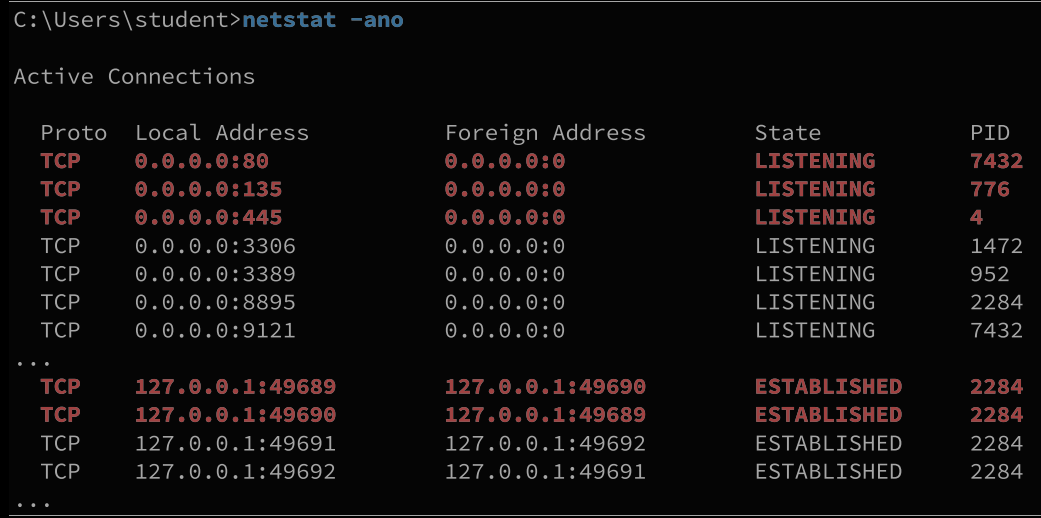 C:\Users\student>netstat -ano
Active Connections
Proto Local Address Foreign Address State PID
TCP 0.0.0.0:80 0.0.0.0:0 LISTENING 7432
TCP 0.0.0.0:135 0.0.0.0:0 LISTENING 776
TCP 0.0.0.0:445 0.0.0.0:0 LISTENING 4
TCP 0.0.0.0:3306 0.0.0.0:0 LISTENING 1472
TCP 0.0.0.0:3389 0.0.0.0:0 LISTENING 952
TCP 0.0.0.0:8895 0.0.0.0:0 LISTENING 2284
TCP 0.0.0.0:9121 0.0.0.0:0 LISTENING 7432
...
TCP 127.0.0.1:49689 127.0.0.1:49690 ESTABLISHED 2284
TCP 127.0.0.1:49690 127.0.0.1:49689 ESTABLISHED 2284
TCP 127.0.0.1:49691 127.0.0.1:49692 ESTABLISHED 2284
TCP 127.0.0.1:49692 127.0.0.1:49691 ESTABLISHED 2284
...